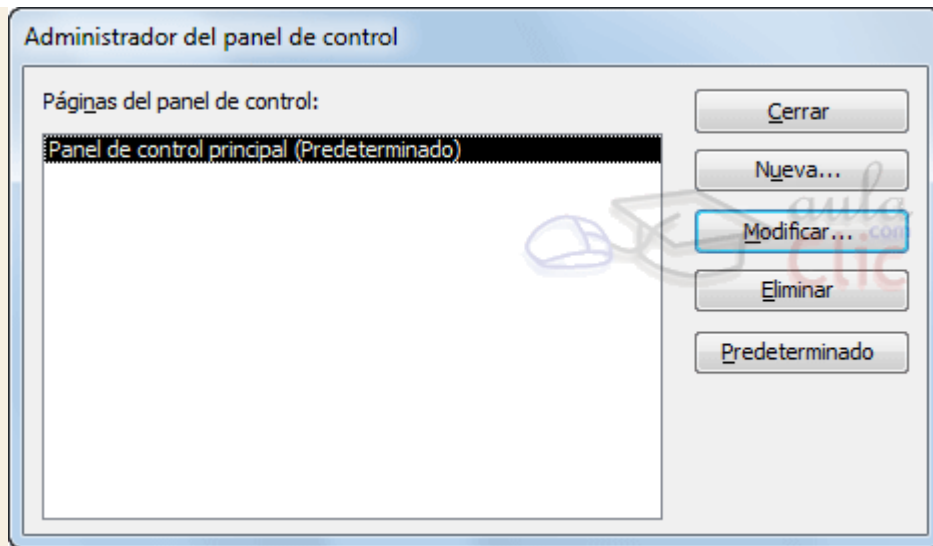 Administrador del panel de control
Páginas del panel de control:
Panel de control principal (Predeterminado)
Cerrar
Nueva...
Modificar...
Eliminar
Predeterminado
aula
.com
Clic